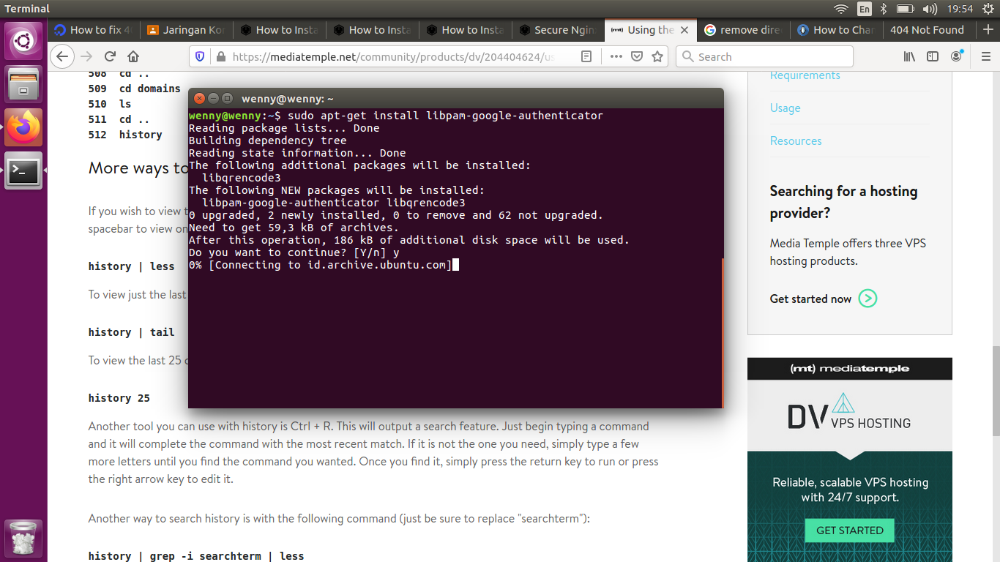 Terminal
En
19:54
How to fix 4
Jaringan Kor
How to Insta
How to Insta
How to Insta
Secure Ngin
(mt) Using the
remove dire
How to Char
404 Not Found
https://mediatemple.net/community/products/dv/204404624/us
Search
508 cd ..
509 cd domains
510 ls
511 cd ..
512 history
More ways to
If you wish to view t
spacebar to view on
history | less
To view just the last
history | tail
To view the last 25 c
history 25
Another tool you can use with history is Ctrl + R. This will output a search feature. Just begin typing a command
and it will complete the command with the most recent match. If it is not the one you need, simply type a few
more letters until you find the command you wanted. Once you find it, simply press the return key to run or press
the right arrow key to edit it.
Another way to search history is with the following command (just be sure to replace "searchterm"):
history | grep -i searchterm | less
wenny@wenny: ~
wenny@wenny:~$ sudo apt-get install libpam-google-authenticator
Reading package lists... Done
Building dependency tree
Reading state information... Done
The following additional packages will be installed:
libqrencode3
The following NEW packages will be installed:
libpam-google-authenticator libqrencode3
0 upgraded, 2 newly installed, 0 to remove and 62 not upgraded.
Need to get 59,3 kB of archives.
After this operation, 186 kB of additional disk space will be used.
Do you want to continue? [Y/n] y
0% [Connecting to id.archive.ubuntu.com]
Requirements
Usage
Resources
Searching for a hosting
provider?
Media Temple offers three VPS
hosting products.
Get started now
(mt) mediatemple
DV VPS HOSTING
Reliable, scalable VPS hosting
with 24/7 support.
GET STARTED